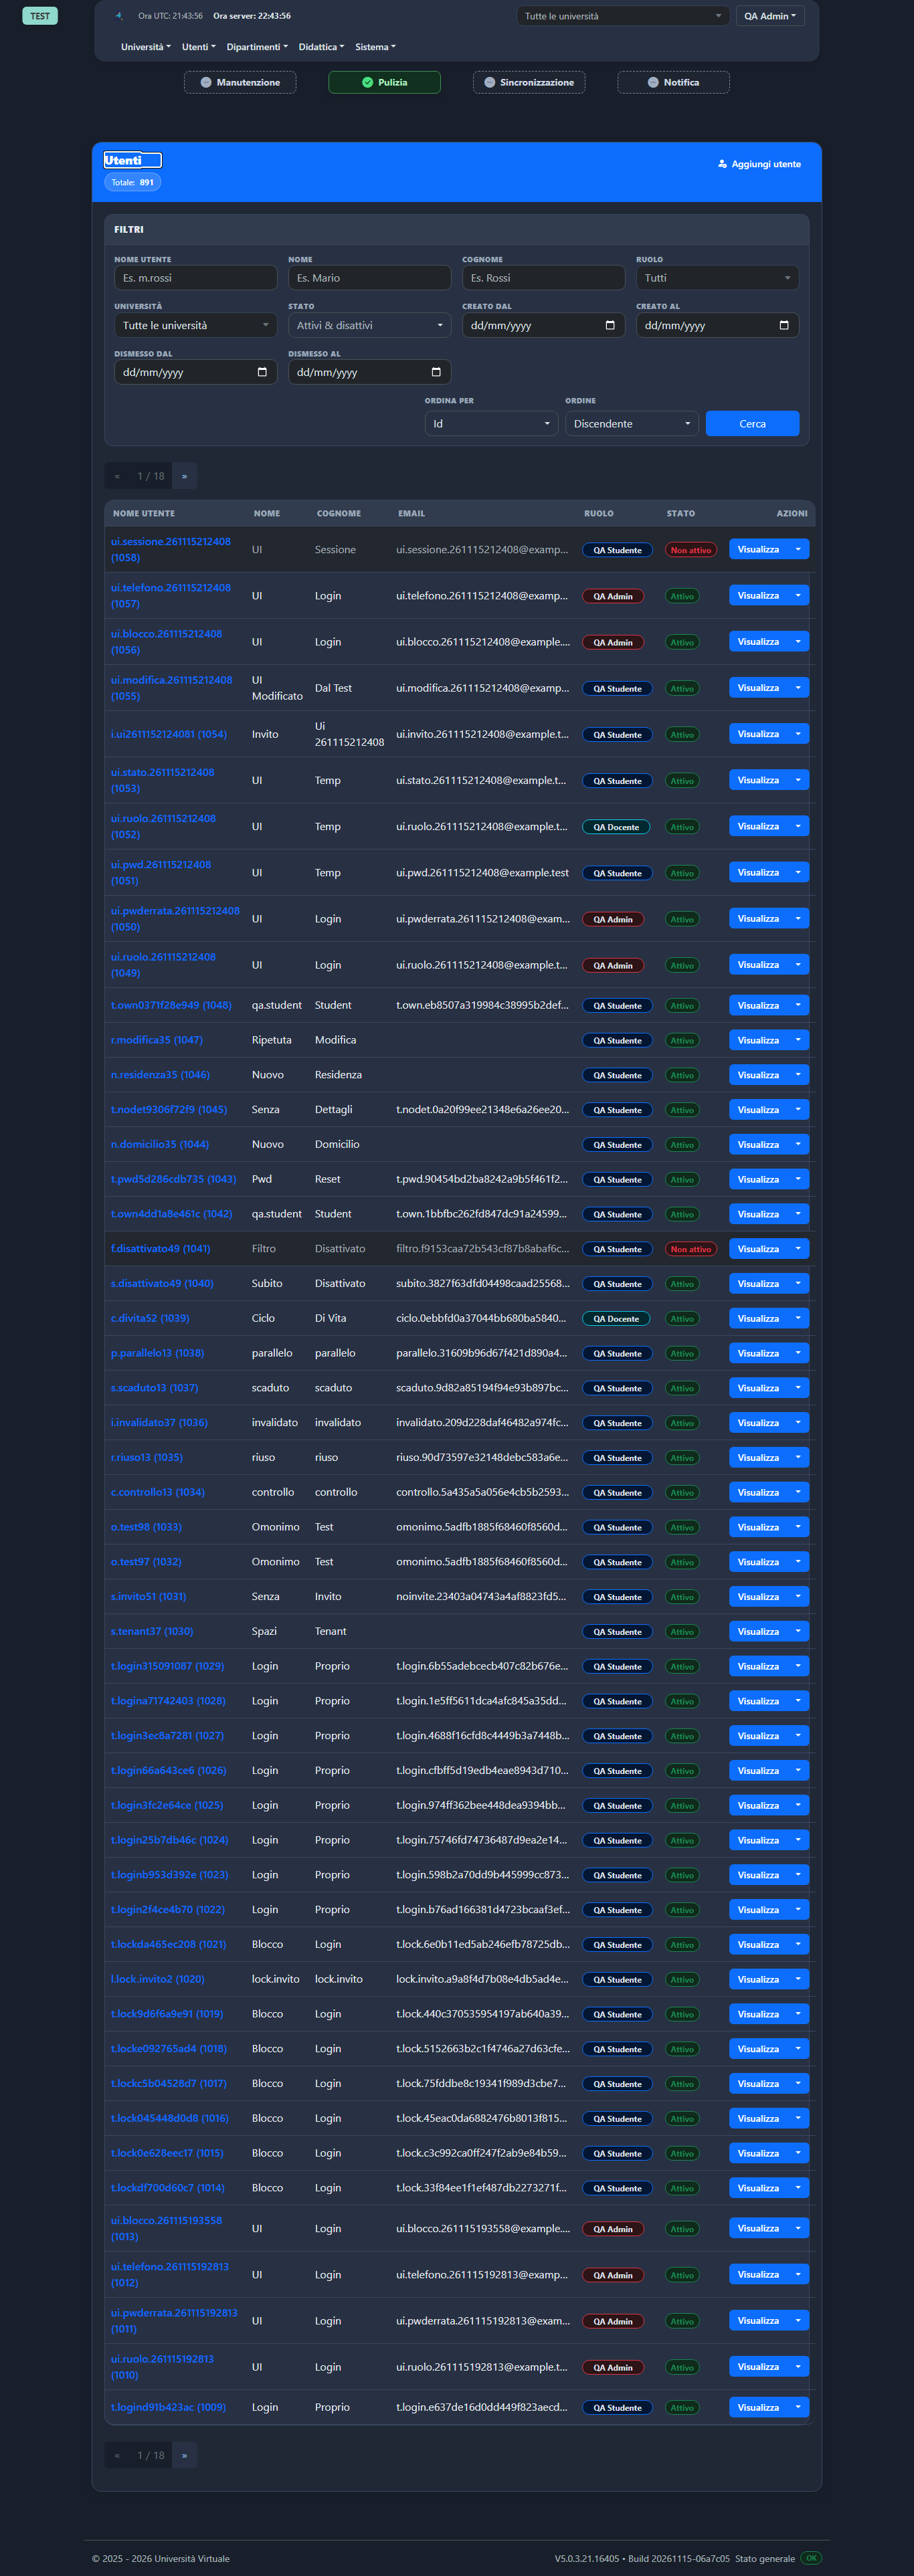 TEST
Ora UTC: 21:43:56 Ora server: 22:43:56
Tutte le università
QA Admin
Università Utenti Dipartimenti Didattica Sistema
Manutenzione Pulizia Sincronizzazione Notifica
Utenti
Totale: 891
Aggiungi utente
FILTRI
NOME UTENTE NOME COGNOME RUOLO
Es. m.rossi Es. Mario Es. Rossi Tutti
UNIVERSITÀ STATO CREATO DAL CREATO AL
Tutte le università Attivi & disattivi dd/mm/yyyy dd/mm/yyyy
DISMESSO DAL DISMESSO AL
dd/mm/yyyy dd/mm/yyyy
ORDINA PER ORDINE
Id Discendente Cerca
« 1 / 18 »
NOME UTENTE NOME COGNOME EMAIL RUOLO STATO AZIONI
ui.sessione.261115212408 (1058) UI Sessione ui.sessione.261115212408@examp... QA Studente Non attivo Visualizza
ui.telefono.261115212408 (1057) UI Login ui.telefono.261115212408@examp... QA Admin Attivo Visualizza
ui.blocco.261115212408 (1056) UI Login ui.blocco.261115212408@example.... QA Admin Attivo Visualizza
ui.modifica.261115212408 (1055) UI Modificato Dal Test ui.modifica.261115212408@examp... QA Studente Attivo Visualizza
i.ui2611152124081 (1054) Invito Ui 261115212408 ui.invito.261115212408@example.t... QA Studente Attivo Visualizza
ui.stato.261115212408 (1053) UI Temp ui.stato.261115212408@example.t... QA Studente Attivo Visualizza
ui.ruolo.261115212408 (1052) UI Temp ui.ruolo.261115212408@example.t... QA Docente Attivo Visualizza
ui.pwd.261115212408 (1051) UI Temp ui.pwd.261115212408@example.test QA Studente Attivo Visualizza
ui.pwderrata.261115212408 (1050) UI Login ui.pwderrata.261115212408@exam... QA Admin Attivo Visualizza
ui.ruolo.261115212408 (1049) UI Login ui.ruolo.261115212408@example.t... QA Admin Attivo Visualizza
t.own0371f28e949 (1048) qa.student Student t.own.eb8507a319984c38995b2def... QA Studente Attivo Visualizza
r.modifica35 (1047) Ripetuta Modifica QA Studente Attivo Visualizza
n.residenza35 (1046) Nuovo Residenza QA Studente Attivo Visualizza
t.nodet9306f72f9 (1045) Senza Dettagli t.nodet.0a20f99ee21348e6a26ee20... QA Studente Attivo Visualizza
n.domicilio35 (1044) Nuovo Domicilio QA Studente Attivo Visualizza
t.pwd5d286cdb735 (1043) Pwd Reset t.pwd.90454bd2ba8242a9b5f461f2... QA Studente Attivo Visualizza
t.own4dd1a8e461c (1042) qa.student Student t.own.1bbfbc262fd847dc91a24599... QA Studente Attivo Visualizza
f.disattivato49 (1041) Filtro Disattivato filtro.f9153caa72b543cf87b8abaf6c... QA Studente Non attivo Visualizza
s.disattivato49 (1040) Subito Disattivato subito.3827f63dfd04498caad25568... QA Studente Attivo Visualizza
c.divita52 (1039) Ciclo Di Vita ciclo.0ebbfd0a37044bb680ba5840... QA Docente Attivo Visualizza
p.parallelo13 (1038) parallelo parallelo parallelo.31609b96d67f421d890a4... QA Studente Attivo Visualizza
s.scaduto13 (1037) scaduto scaduto scaduto.9d82a85194f94e93b897bc... QA Studente Attivo Visualizza
i.invalidato37 (1036) invalidato invalidato invalidato.209d228daf46482a974fc... QA Studente Attivo Visualizza
r.riuso13 (1035) riuso riuso riuso.90d73597e32148debc583a6e... QA Studente Attivo Visualizza
c.controllo13 (1034) controllo controllo controllo.5a435a5a056e4cb5b2593... QA Studente Attivo Visualizza
o.test98 (1033) Omonimo Test omonimo.5adfb1885f68460f8560d... QA Studente Attivo Visualizza
o.test97 (1032) Omonimo Test omonimo.5adfb1885f68460f8560d... QA Studente Attivo Visualizza
s.invito51 (1031) Senza Invito noinvite.23403a04743a4af8823fd5... QA Studente Attivo Visualizza
s.tenant37 (1030) Spazi Tenant QA Studente Attivo Visualizza
t.login315091087 (1029) Login Proprio t.login.6b55adebcecb407c82b676e... QA Studente Attivo Visualizza
t.logina71742403 (1028) Login Proprio t.login.1e5ff5611dca4afc845a35dd... QA Studente Attivo Visualizza
t.login3ec8a7281 (1027) Login Proprio t.login.4688f16cfd8c4449b3a7448b... QA Studente Attivo Visualizza
t.login66a643ce6 (1026) Login Proprio t.login.cfbff5d19edb4eae8943d710... QA Studente Attivo Visualizza
t.login3fc2e64ce (1025) Login Proprio t.login.974ff362bee448dea9394bb... QA Studente Attivo Visualizza
t.login25b7db46c (1024) Login Proprio t.login.75746fd74736487d9ea2e14... QA Studente Attivo Visualizza
t.loginb953d392e (1023) Login Proprio t.login.598b2a70dd9b445999cc873... QA Studente Attivo Visualizza
t.login2f4ce4b70 (1022) Login Proprio t.login.b76ad166381d4723bcaaf3ef... QA Studente Attivo Visualizza
t.lockda465ec208 (1021) Blocco Login t.lock.6e0b11ed5ab246efb78725db... QA Studente Attivo Visualizza
l.lock.invito2 (1020) lock.invito lock.invito lock.invito.a9a8f4d7b08e4db5ad4e... QA Studente Attivo Visualizza
t.lock9d6f6a9e91 (1019) Blocco Login t.lock.440c370535954197ab640a39... QA Studente Attivo Visualizza
t.locke092765ad4 (1018) Blocco Login t.lock.5152663b2c1f4746a27d63cfe... QA Studente Attivo Visualizza
t.lockc5b04528d7 (1017) Blocco Login t.lock.75fddbe8c19341f989d3cbe7... QA Studente Attivo Visualizza
t.lock045448d0d8 (1016) Blocco Login t.lock.45eac0da6882476b8013f815... QA Studente Attivo Visualizza
t.lock0e628eec17 (1015) Blocco Login t.lock.c3c992ca0ff247f2ab9e84b59... QA Studente Attivo Visualizza
t.lockdf700d60c7 (1014) Blocco Login t.lock.33f84ee1f1ef487db2273271f... QA Studente Attivo Visualizza
ui.blocco.261115193558 (1013) UI Login ui.blocco.261115193558@example.... QA Admin Attivo Visualizza
ui.telefono.261115192813 (1012) UI Login ui.telefono.261115192813@examp... QA Admin Attivo Visualizza
ui.pwderrata.261115192813 (1011) UI Login ui.pwderrata.261115192813@exam... QA Admin Attivo Visualizza
ui.ruolo.261115192813 (1010) UI Login ui.ruolo.261115192813@example.t... QA Admin Attivo Visualizza
t.logind91b423ac (1009) Login Proprio t.login.e637de16d0dd449f823aecd... QA Studente Attivo Visualizza
« 1 / 18 »
© 2025 - 2026 Università Virtuale
V5.0.3.21.16405 • Build 20261115-06a7c05 Stato generale OK